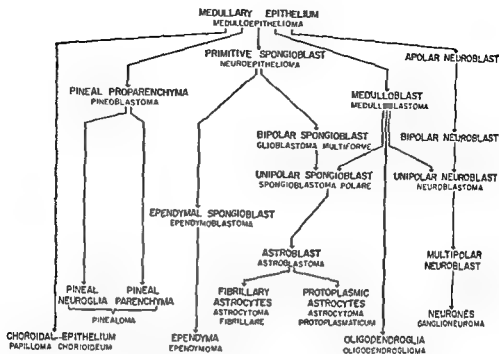 MEDULLARY EPITHELIUM
MEDULLOEPITHELIOMA
PRIMITIVE SPONGIOBLAST
NEUROEPITHELIOMA
APOLAR NEUROBLAST
PINEAL PROPARENCHYMA
PINEOBLASTOMA
MEDULLOBLAST
MEDULLOBLASTOMA
BIPOLAR SPONGIOBLAST
GLIOBLASTOMA MULTIFORME
BIPOLAR NEUROBLAST
UNIPOLAR SPONGIOBLAST
SPONGIOBLASTOMA POLARE
UNIPOLAR NEUROBLAST
NEUROBLASTOMA
EPENDYMAL SPONGIOBLAST
EPENDYMOBLASTOMA
ASTROBLAST
ASTROBLASTOMA
MULTIPOLAR
NEUROBLAST
PINEAL
NEUROGLIA
PINEAL
PARENCHYMA
PINEALOMA
FIBRILLARY
ASTROCYTES
ASTROCYTOMA
FIBRILLARE
PROTOPLASMIC
ASTROCYTES
ASTROCYTOMA
PROTOPLASMATICUM
NEURONES
GANGLIONEUROMA
CHOROIDAL EPITHELIUM
PAPILLOMA CHORIOIDEUM
EPENDYMA
EPENDYMOMA
OLIGODENDROGLIA
OLIGODENDROGLIOMA